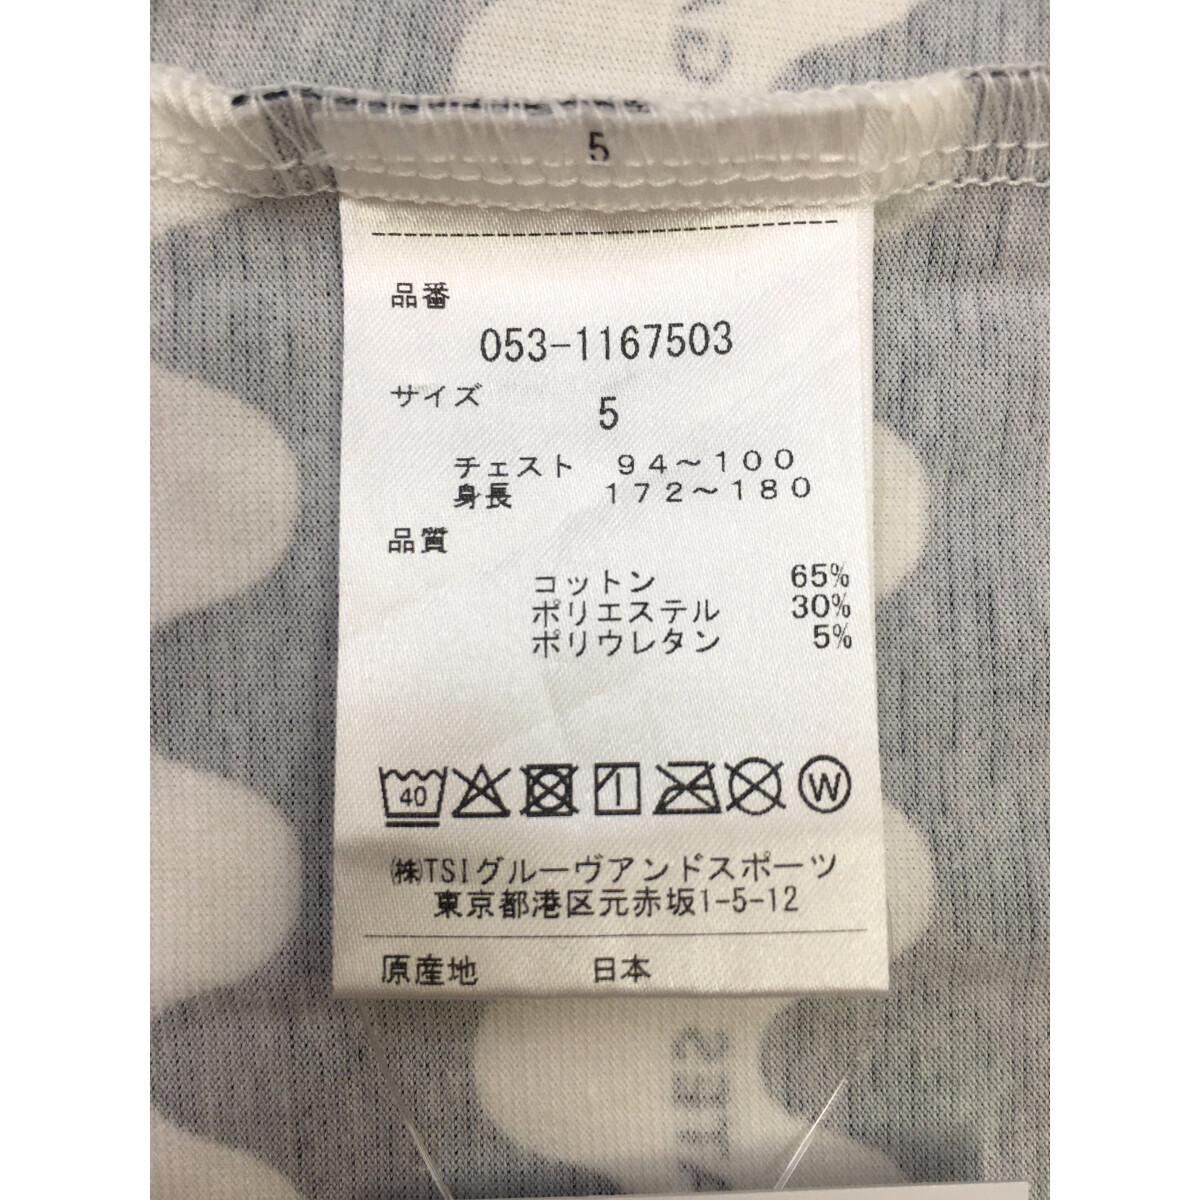 5
品番
053-1167503
サイズ 5
チェスト 94～100
身長 172～180
品質
コットン 65%
ポリエステル 30%
ポリウレタン 5%
40 W
㈱TSIグルーヴアンドスポーツ
東京都港区元赤坂1-5-12
原産地 日本